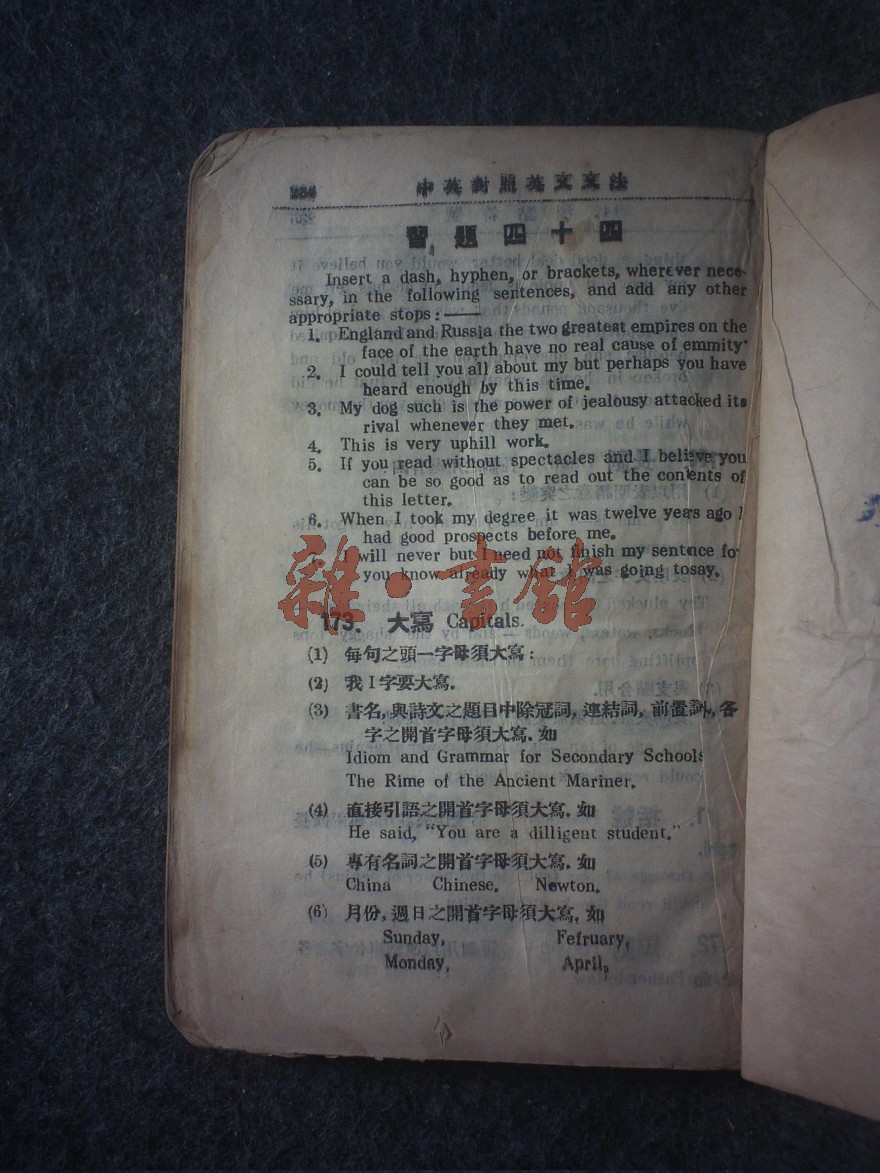 234 中英對照英文文法
習題四十四
Insert a dash, hyphen, or brackets, wherever nece-
ssary, in the following sentences, and add any other
appropriate stops:——
1. England and Russia the two greatest empires on the
face of the earth have no real cause of emmity
2. I could tell you all about my but perhaps you have
heard enough by this time.
3. My dog such is the power of jealousy attacked its
rival whenever they met.
4. This is very uphill work.
5. If you read without spectacles and I believe you
can be so good as to read out the contents of
this letter.
6. When I took my degree it was twelve years ago I
had good prospects before me.
7. I will never but I need not finish my sentnce for
you know already what I was going tosay.
雜·書館
173. 大寫 Capitals.
(1) 每句之頭一字母須大寫:
(2) 我 I 字要大寫.
(3) 書名,與詩文之題目中除冠詞,連結詞,前置詞,各
字之開首字母須大寫.如
Idiom and Grammar for Secondary Schools
The Rime of the Ancient Mariner.
(4) 直接引語之開首字母須大寫.如
He said, "You are a dilligent student."
(5) 專有名詞之開首字母須大寫.如
China Chinese. Newton.
(6) 月份,週日之開首字母須大寫,如
Sunday, Fefruary,
Monday, April,